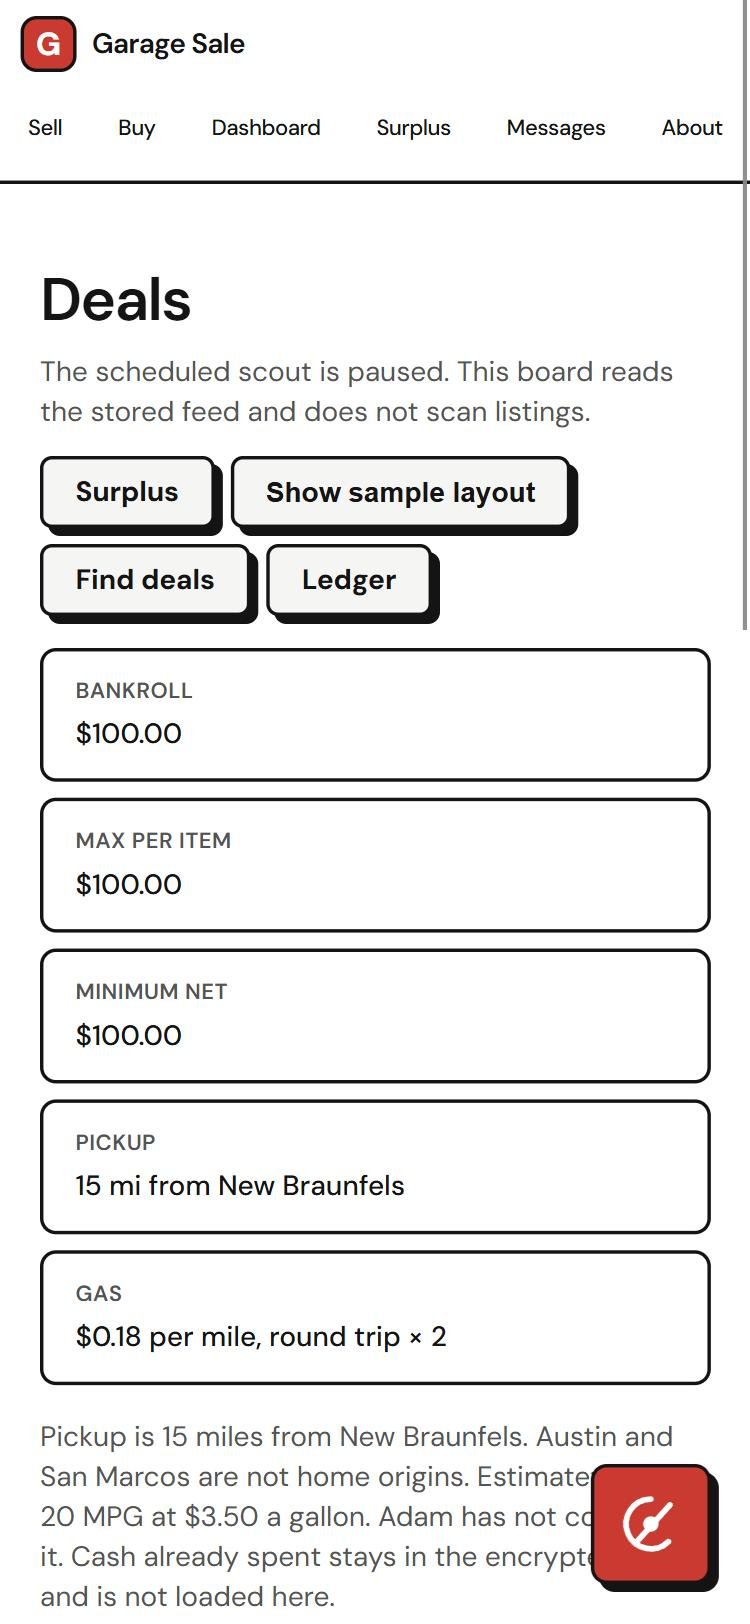 G Garage Sale
Sell Buy Dashboard Surplus Messages About
Deals
The scheduled scout is paused. This board reads
the stored feed and does not scan listings.
Surplus Show sample layout
Find deals Ledger
BANKROLL
$100.00
MAX PER ITEM
$100.00
MINIMUM NET
$100.00
PICKUP
15 mi from New Braunfels
GAS
$0.18 per mile, round trip × 2
Pickup is 15 miles from New Braunfels. Austin and
San Marcos are not home origins.
20 MPG at $3.50 a gallon. Adam has not
it. Cash already spent stays in the
and is not loaded here.